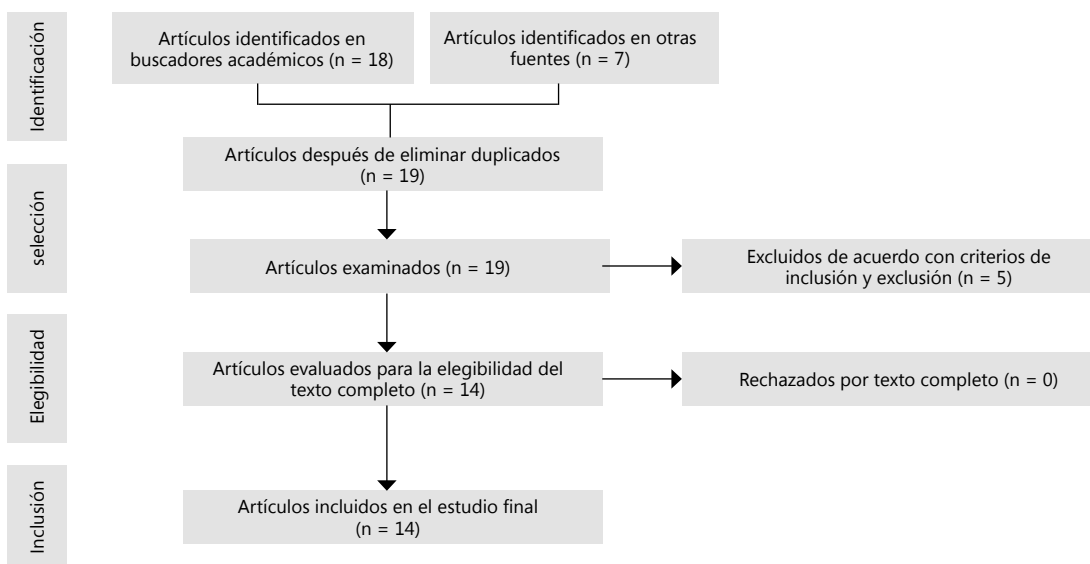 Identificación
Artículos identificados en
buscadores académicos (n = 18)
Artículos identificados en otras
fuentes (n = 7)
Artículos después de eliminar duplicados
(n = 19)
selección
Artículos examinados (n = 19)
Excluidos de acuerdo con criterios de
inclusión y exclusión (n = 5)
Elegibilidad
Artículos evaluados para la elegibilidad del
texto completo (n = 14)
Rechazados por texto completo (n = 0)
Inclusión
Artículos incluidos en el estudio final
(n = 14)